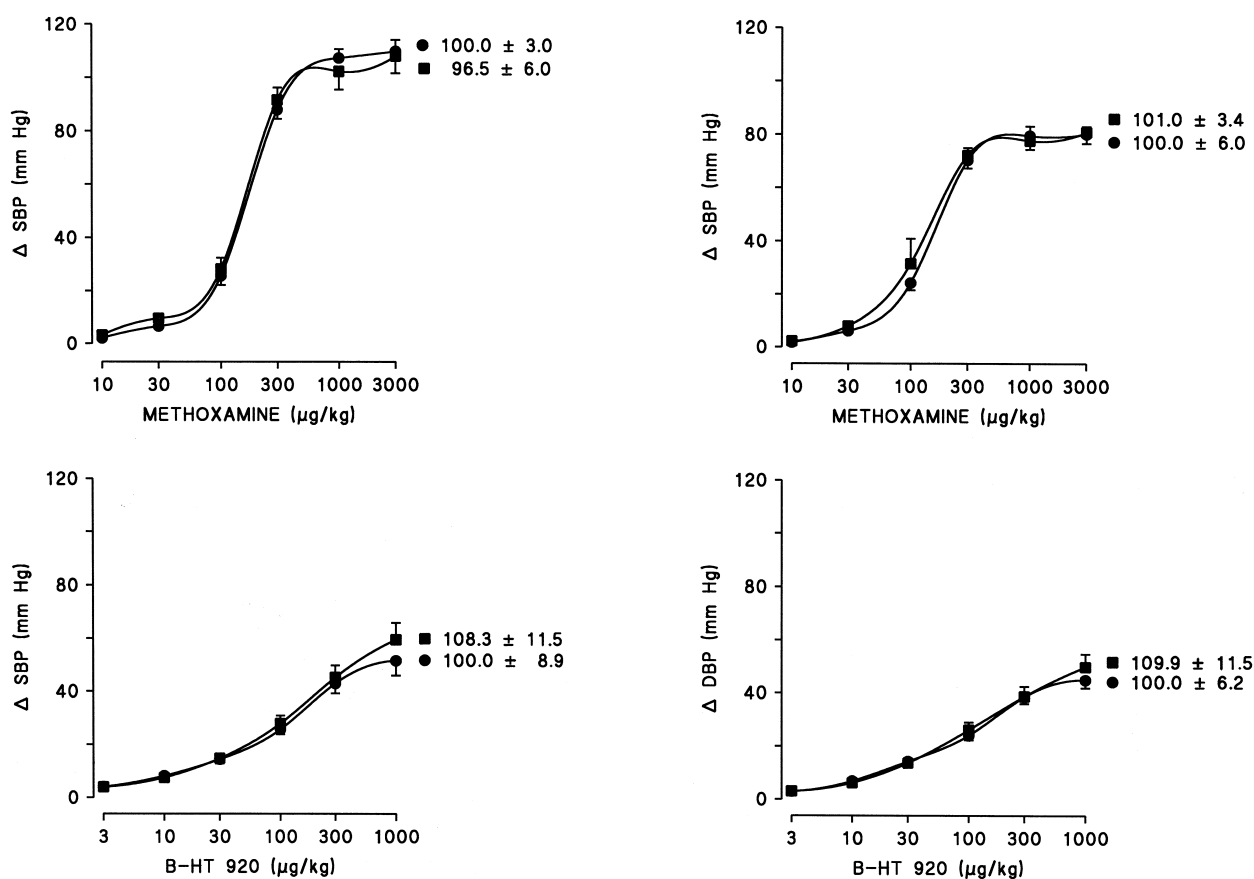 120
80
40
0
Δ SBP (mm Hg)
● 100.0 ± 3.0
■ 96.5 ± 6.0
10 30 100 300 1000 3000
METHOXAMINE (µg/kg)
120
80
40
0
Δ SBP (mm Hg)
■ 101.0 ± 3.4
● 100.0 ± 6.0
10 30 100 300 1000 3000
METHOXAMINE (µg/kg)
120
80
40
0
Δ SBP (mm Hg)
■ 108.3 ± 11.5
● 100.0 ± 8.9
3 10 30 100 300 1000
B-HT 920 (µg/kg)
120
80
40
0
Δ DBP (mm Hg)
■ 109.9 ± 11.5
● 100.0 ± 6.2
3 10 30 100 300 1000
B-HT 920 (µg/kg)